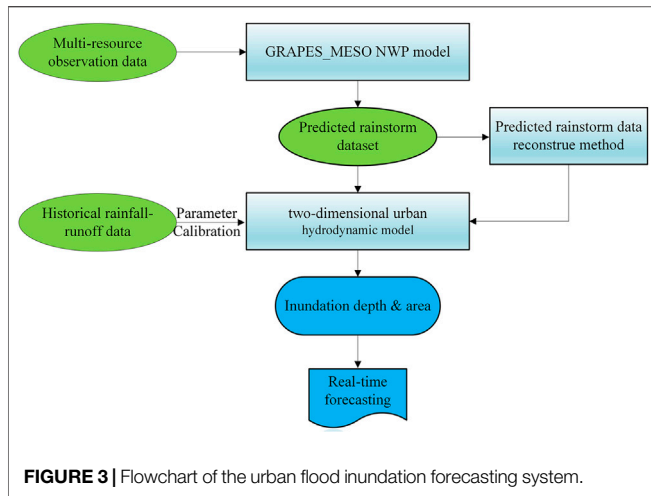 Multi-resource
observation data
GRAPES_MESO NWP model
Predicted rainstorm
dataset
Predicted rainstorm data
reconstrue method
Historical rainfall-
runoff data
Parameter
Calibration
two-dimensional urban
hydrodynamic model
Inundation depth & area
Real-time
forecasting
FIGURE 3 | Flowchart of the urban flood inundation forecasting system.